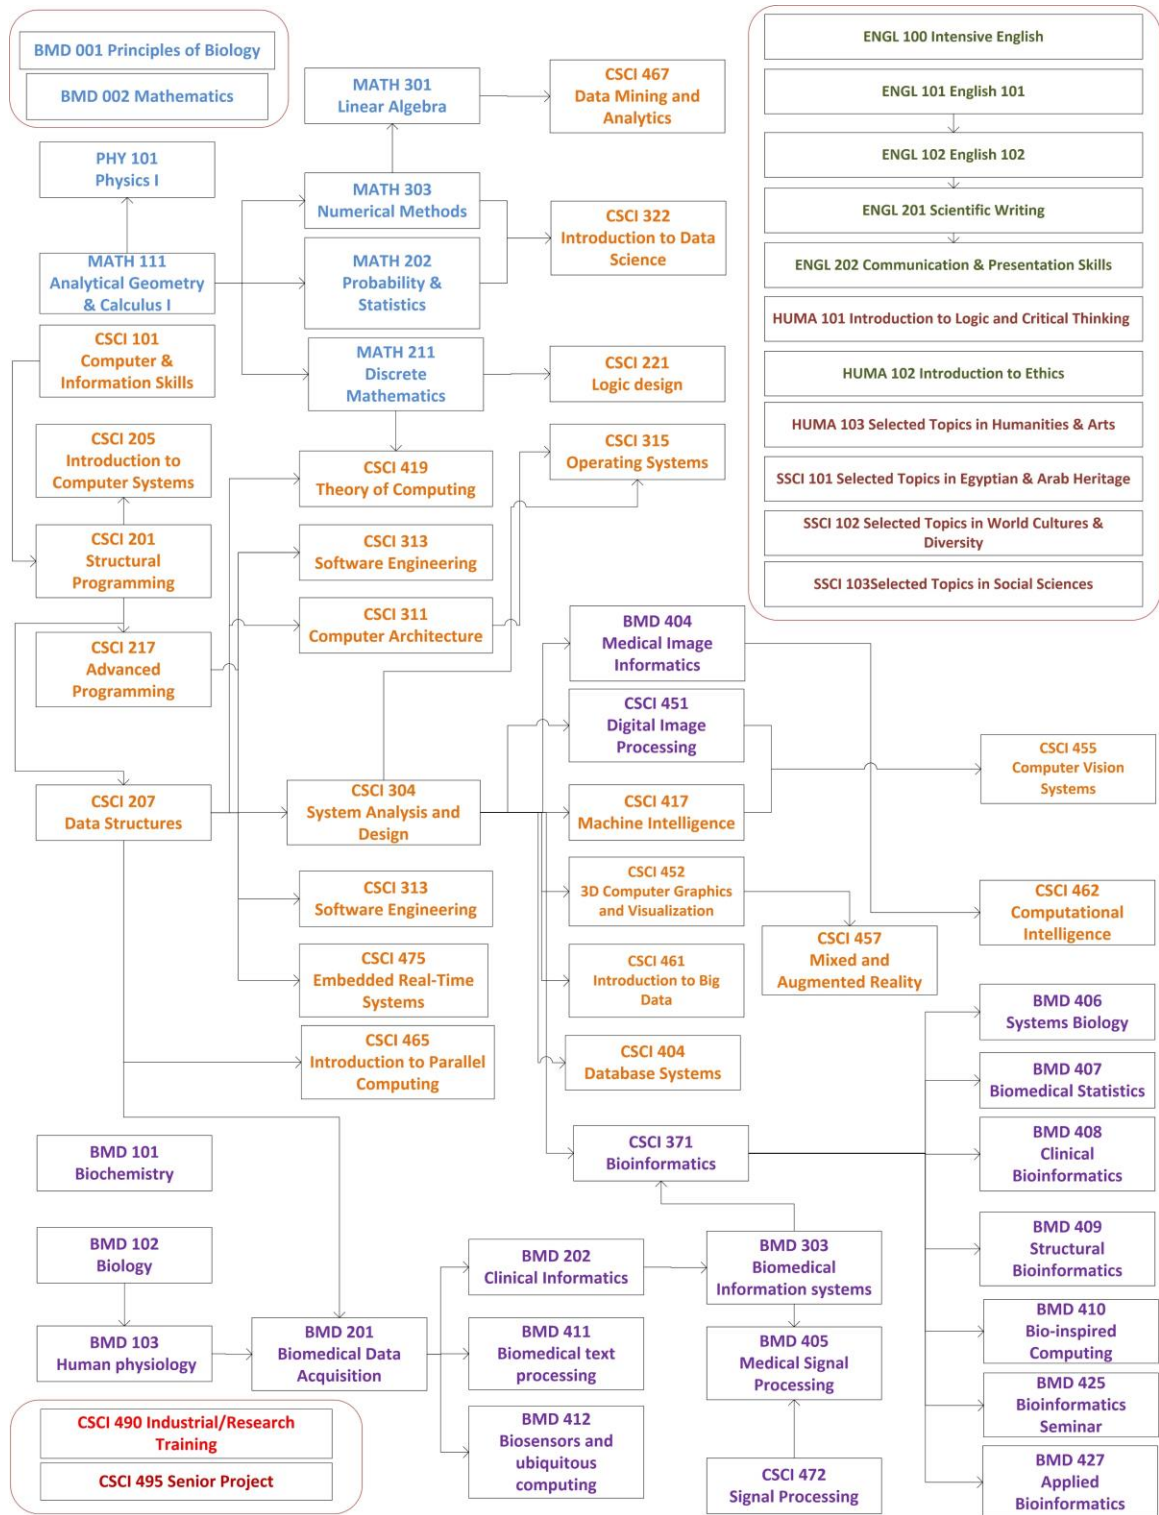 BMD 001 Principles of Biology
BMD 002 Mathematics
PHY 101
Physics I
MATH 111
Analytical Geometry
& Calculus I
CSCI 101
Computer &
Information Skills
CSCI 205
Introduction to
Computer Systems
CSCI 201
Structural
Programming
CSCI 217
Advanced
Programming
CSCI 207
Data Structures
MATH 301
Linear Algebra
MATH 303
Numerical Methods
MATH 202
Probability &
Statistics
MATH 211
Discrete
Mathematics
CSCI 419
Theory of Computing
CSCI 313
Software Engineering
CSCI 311
Computer Architecture
CSCI 304
System Analysis and
Design
CSCI 313
Software Engineering
CSCI 475
Embedded Real-Time
Systems
CSCI 465
Introduction to Parallel
Computing
CSCI 467
Data Mining and
Analytics
CSCI 322
Introduction to Data
Science
CSCI 221
Logic design
CSCI 315
Operating Systems
BMD 404
Medical Image
Informatics
CSCI 451
Digital Image
Processing
CSCI 417
Machine Intelligence
CSCI 452
3D Computer Graphics
and Visualization
CSCI 461
Introduction to Big
Data
CSCI 404
Database Systems
CSCI 371
Bioinformatics
ENGL 100 Intensive English
ENGL 101 English 101
ENGL 102 English 102
ENGL 201 Scientific Writing
ENGL 202 Communication & Presentation Skills
HUMA 101 Introduction to Logic and Critical Thinking
HUMA 102 Introduction to Ethics
HUMA 103 Selected Topics in Humanities & Arts
SSCI 101 Selected Topics in Egyptian & Arab Heritage
SSCI 102 Selected Topics in World Cultures &
Diversity
SSCI 103Selected Topics in Social Sciences
CSCI 455
Computer Vision
Systems
CSCI 462
Computational
Intelligence
CSCI 457
Mixed and
Augmented Reality
BMD 406
Systems Biology
BMD 407
Biomedical Statistics
BMD 408
Clinical
Bioinformatics
BMD 409
Structural
Bioinformatics
BMD 410
Bio-inspired
Computing
BMD 425
Bioinformatics
Seminar
BMD 427
Applied
Bioinformatics
BMD 101
Biochemistry
BMD 102
Biology
BMD 103
Human physiology
BMD 201
Biomedical Data
Acquisition
BMD 202
Clinical Informatics
BMD 411
Biomedical text
processing
BMD 412
Biosensors and
ubiquitous
computing
BMD 303
Biomedical
Information systems
BMD 405
Medical Signal
Processing
CSCI 472
Signal Processing
CSCI 490 Industrial/Research
Training
CSCI 495 Senior Project